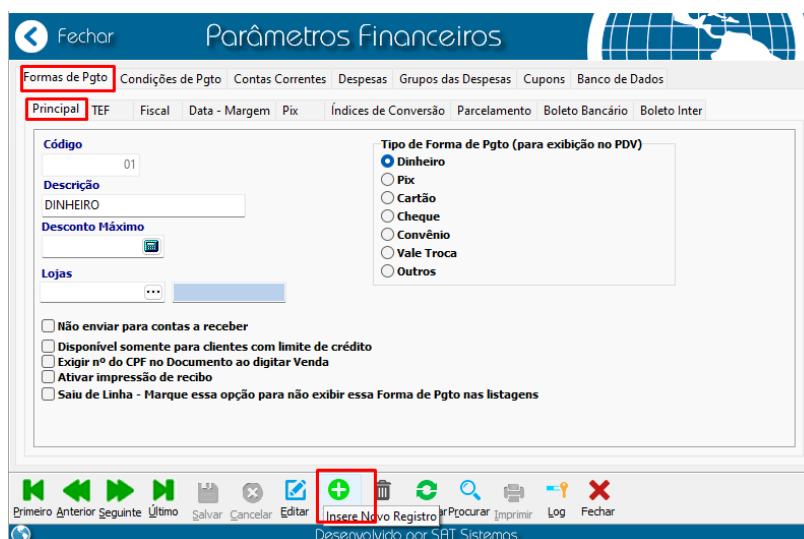 Fechar Parâmetros Financeiros
Formas de Pgto Condições de Pgto Contas Correntes Despesas Grupos das Despesas Cupons Banco de Dados
Principal TEF Fiscal Data - Margem Pix Índices de Conversão Parcelamento Boleto Bancário Boleto Inter
Código
01
Descrição
DINHEIRO
Desconto Máximo
Lojas
Tipo de Forma de Pgto (para exibição no PDV)
Dinheiro
Pix
Cartão
Cheque
Convênio
Vale Troca
Outros
Não enviar para contas a receber
Disponível somente para clientes com limite de crédito
Exigir nº do CPF no Documento ao digitar Venda
Ativar impressão de recibo
Saiu de Linha - Marque essa opção para não exibir essa Forma de Pgto nas listagens
Primeiro Anterior Seguinte Último Salvar Cancelar Editar Procurar Imprimir Log Fechar
Insere Novo Registro
Desenvolvido por SAT Sistemas